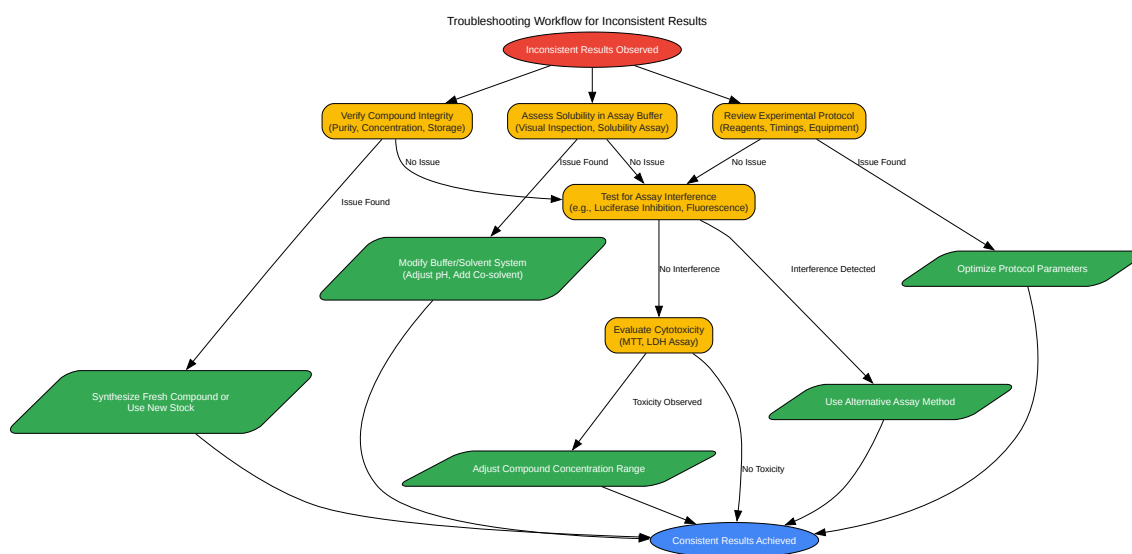 Troubleshooting Workflow for Inconsistent Results
Inconsistent Results Observed
Verify Compound Integrity
(Purity, Concentration, Storage)
Assess Solubility in Assay Buffer
(Visual Inspection, Solubility Assay)
Review Experimental Protocol
(Reagents, Timings, Equipment)
No Issue
Issue Found
No Issue
No Issue
Issue Found
Issue Found
Test for Assay Interference
(e.g., Luciferase Inhibition, Fluorescence)
Modify Buffer/Solvent System
(Adjust pH, Add Co-solvent)
No Interference
Interference Detected
Optimize Protocol Parameters
Evaluate Cytotoxicity
(MTT, LDH Assay)
Synthesize Fresh Compound or
Use New Stock
Toxicity Observed
Use Alternative Assay Method
Adjust Compound Concentration Range
No Toxicity
Consistent Results Achieved